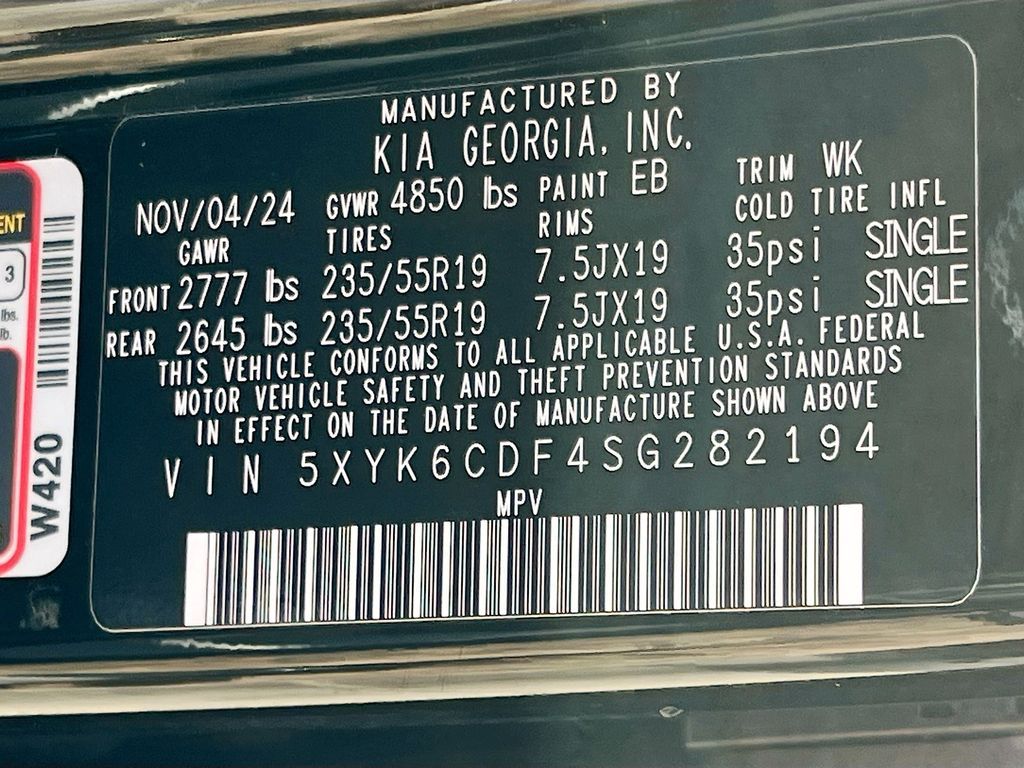 MANUFACTURED BY
KIA GEORGIA, INC.
NOV/04/24 GVWR 4850 lbs PAINT EB TRIM WK
GAWR TIRES RIMS COLD TIRE INFL
FRONT 2777 lbs 235/55R19 7.5JX19 35psi SINGLE
REAR 2645 lbs 235/55R19 7.5JX19 35psi SINGLE
THIS VEHICLE CONFORMS TO ALL APPLICABLE U.S.A. FEDERAL
MOTOR VEHICLE SAFETY AND THEFT PREVENTION STANDARDS
IN EFFECT ON THE DATE OF MANUFACTURE SHOWN ABOVE
VIN 5XYK6CDF4SG282194
MPV
3
lbs.
W420